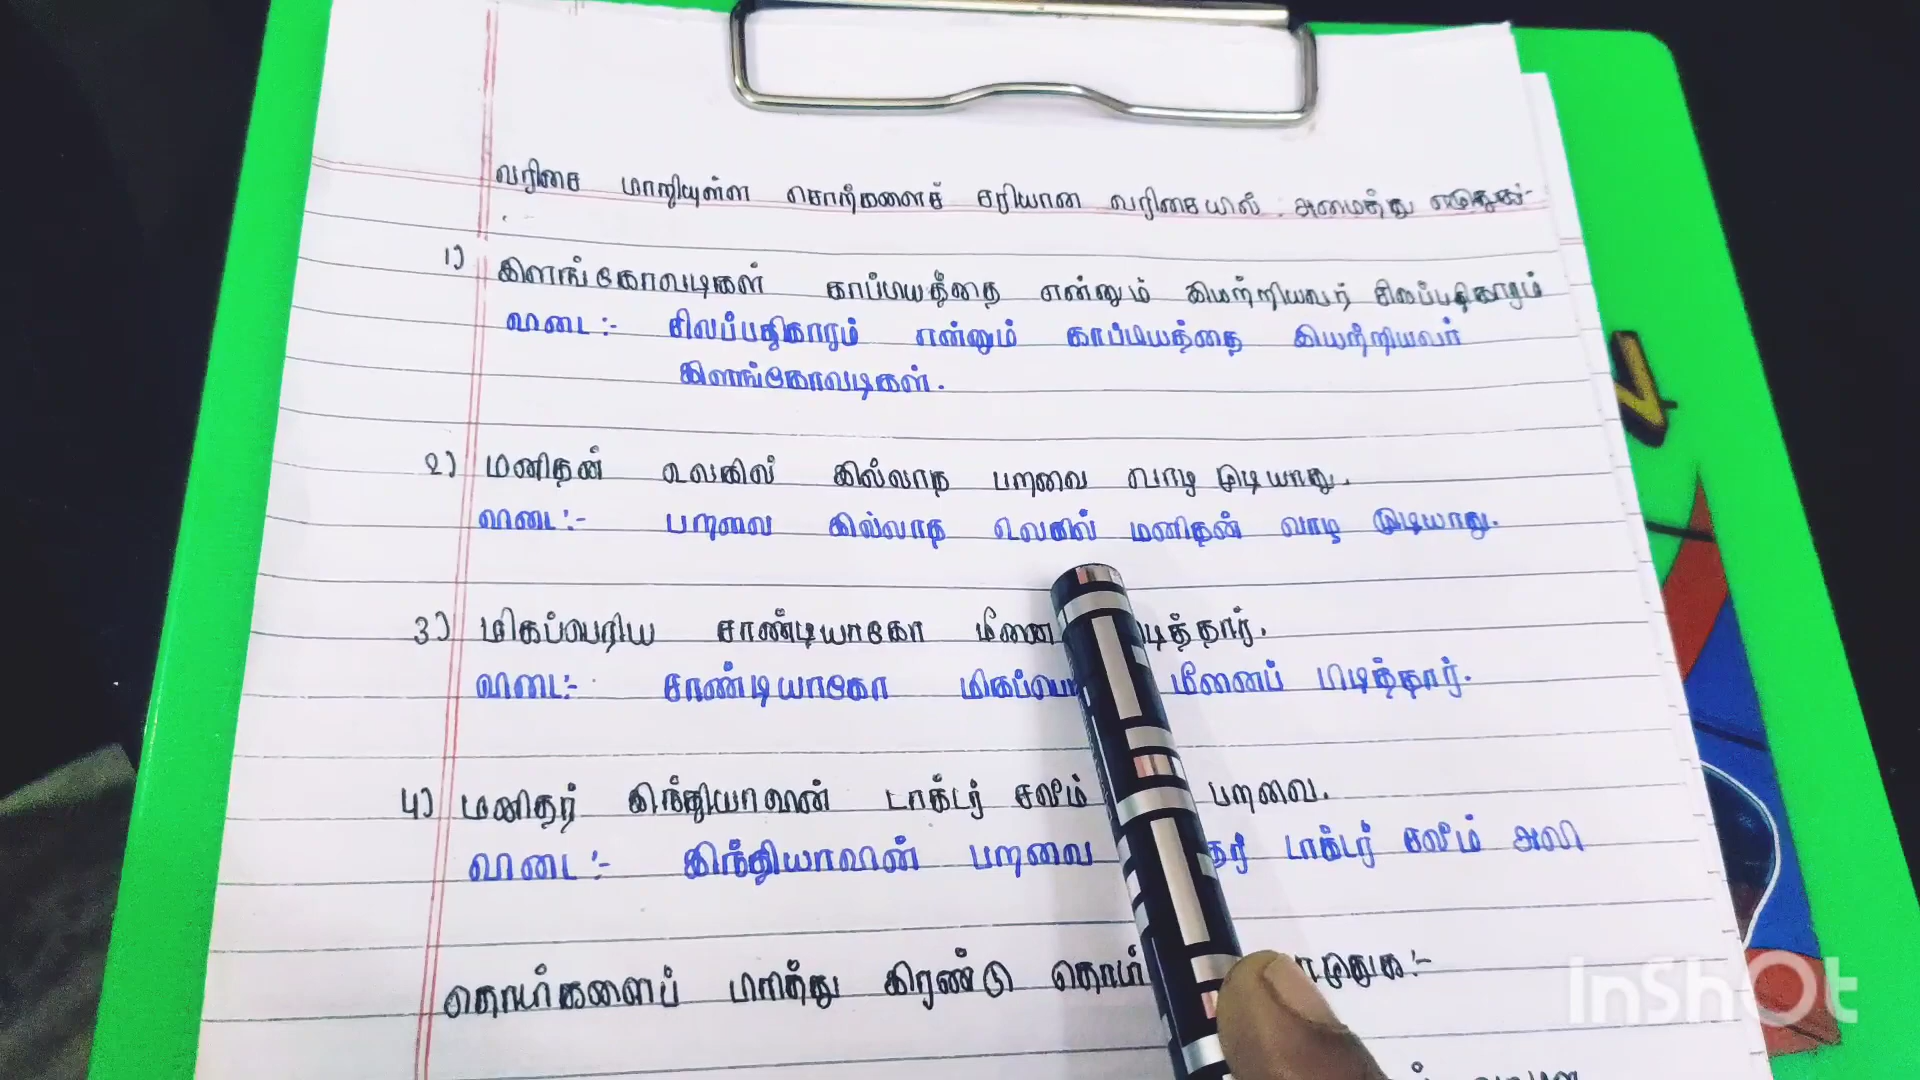 வரிசை மாறியுள்ள சொற்களைச் சரியான வரிசையில் அமைத்து எழுதுக:-
1) இளங்கோவடிகள் காப்பியத்தை என்னும் இயற்றியவர் சிலப்பதிகாரம்
விடை :- சிலப்பதிகாரம் என்னும் காப்பியத்தை இயற்றியவர்
இளங்கோவடிகள்.
2) மனிதன் உலகில் இல்லாத பறவை வாழ முடியாது.
விடை :- பறவை இல்லாத உலகில் மனிதன் வாழ முடியாது.
3) மிகப்பெரிய சாண்டியாகோ
விடை :- சாண்டியாகோ மீனைப் பிடித்தார்.
4) மனிதர் இந்தியாவின் டாக்டர் சலீம் பறவை.
விடை :- இந்தியாவின் பறவை டாக்டர் சலீம் அலி
தொடர்களைப் பிரித்து இரண்டு
InShOt